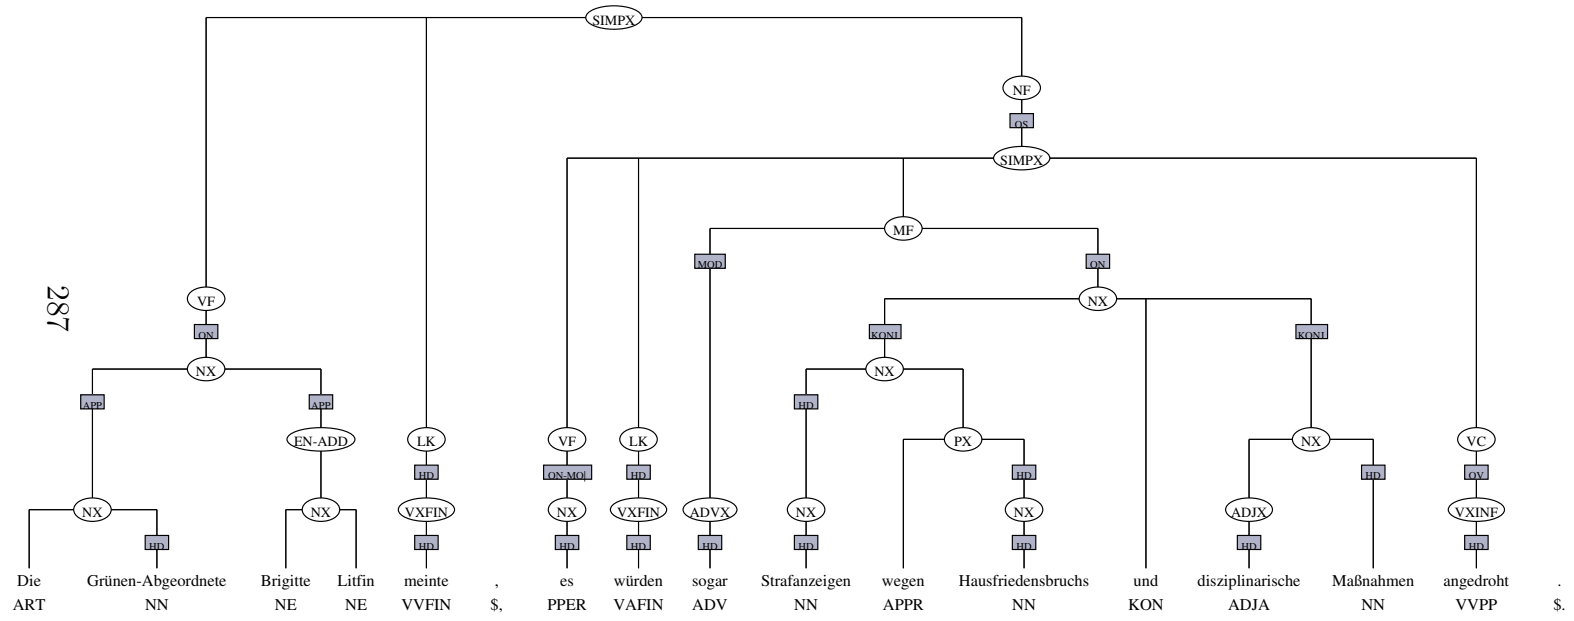 SIMPX
NF
OS
SIMPX
MF
MOD ON
287
VF NX
ON KONJ KONJ
NX NX
APP APP HD
EN-ADD LK VF LK PX NX VC
HD ON-MO| HD HD HD OV
NX NX VXFIN NX VXFIN ADVX NX NX ADJX VXINF
HD HD HD HD HD HD HD HD HD
Die Grünen-Abgeordnete Brigitte Litfin meinte , es würden sogar Strafanzeigen wegen Hausfriedensbruchs und disziplinarische Maßnahmen angedroht .
ART NN NE NE VVFIN $, PPER VAFIN ADV NN APPR NN KON ADJA NN VVPP $.